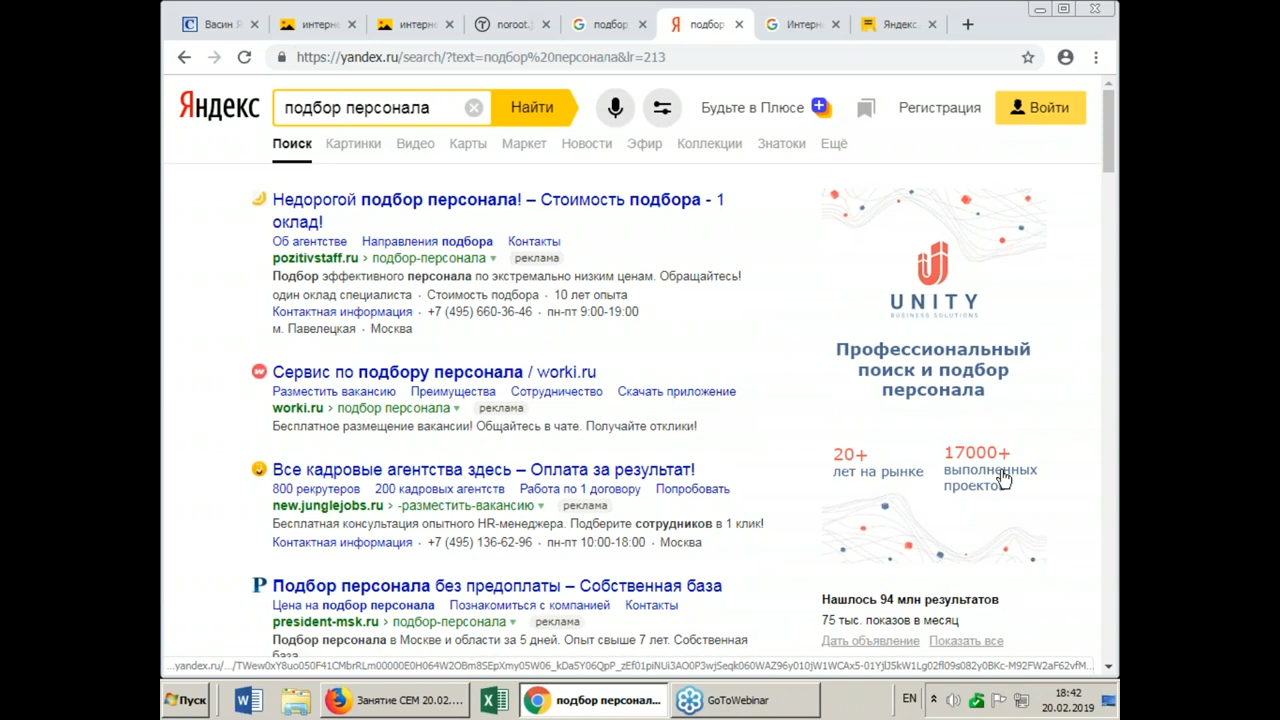 Васин Я
интерне
интерне
noroot.
подбор
подбор
Интерн
Яндекс.
https://yandex.ru/search/?text=подбор%20персонала&lr=213
Яндекс
подбор персонала
Найти
Будьте в Плюсе
Регистрация
Войти
Поиск
Картинки
Видео
Карты
Маркет
Новости
Эфир
Коллекции
Знатоки
Ещё
Недорогой подбор персонала! – Стоимость подбора - 1
оклад!
Об агентстве Направления подбора Контакты
pozitivstaff.ru › подбор-персонала реклама
Подбор эффективного персонала по экстремально низким ценам. Обращайтесь!
один оклад специалиста · Стоимость подбора · 10 лет опыта
Контактная информация · +7 (495) 660-36-46 · пн-пт 9:00-19:00
м. Павелецкая · Москва
Сервис по подбору персонала / worki.ru
Разместить вакансию Преимущества Сотрудничество Скачать приложение
worki.ru › подбор персонала реклама
Бесплатное размещение вакансии! Общайтесь в чате. Получайте отклики!
Все кадровые агентства здесь – Оплата за результат!
800 рекрутеров 200 кадровых агентств Работа по 1 договору Попробовать
new.junglejobs.ru › -разместить-вакансию реклама
Бесплатная консультация опытного HR-менеджера. Подберите сотрудников в 1 клик!
Контактная информация · +7 (495) 136-62-96 · пн-пт 10:00-18:00 · Москва
P
Подбор персонала без предоплаты – Собственная база
Цена на подбор персонала Познакомиться с компанией Контакты
president-msk.ru › подбор-персонала реклама
Подбор персонала в Москве и области за 5 дней. Опыт свыше 7 лет. Собственная
база
UNITY
BUSINESS SOLUTIONS
Профессиональный
поиск и подбор
персонала
20+
лет на рынке
17000+
выполненных
проектов
Нашлось 94 млн результатов
75 тыс. показов в месяц
Дать объявление Показать все
Пуск
Занятие СЕМ 20.02....
подбор персонал...
GoToWebinar
EN
18:42
20.02.2019